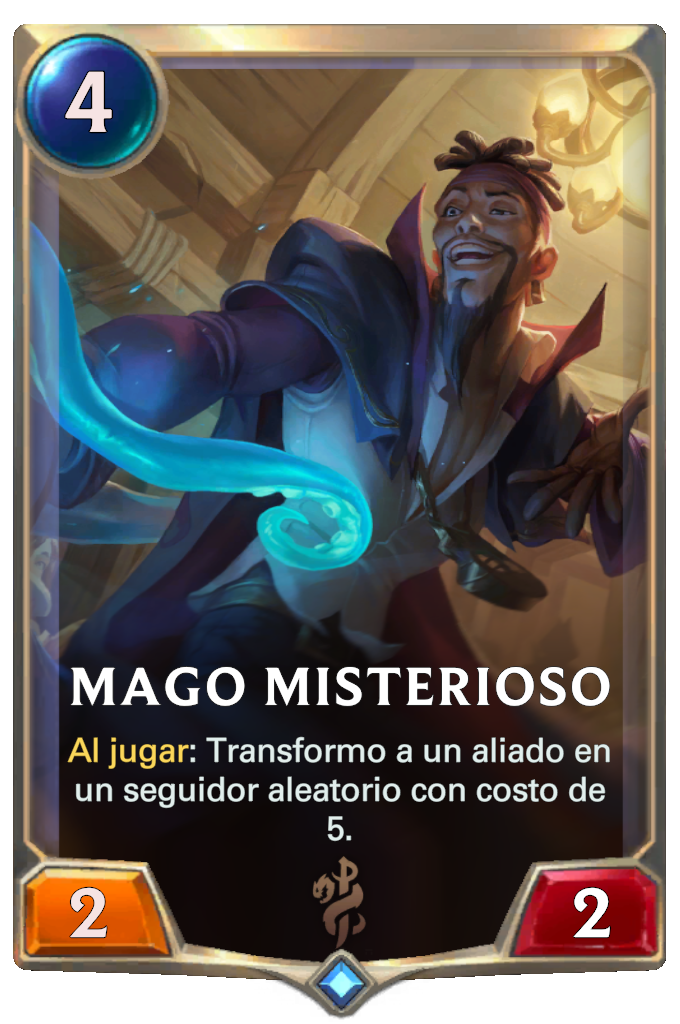 4
MAGO MISTERIOSO
Al jugar: Transformo a un aliado en
un seguidor aleatorio con costo de
5.
2
2